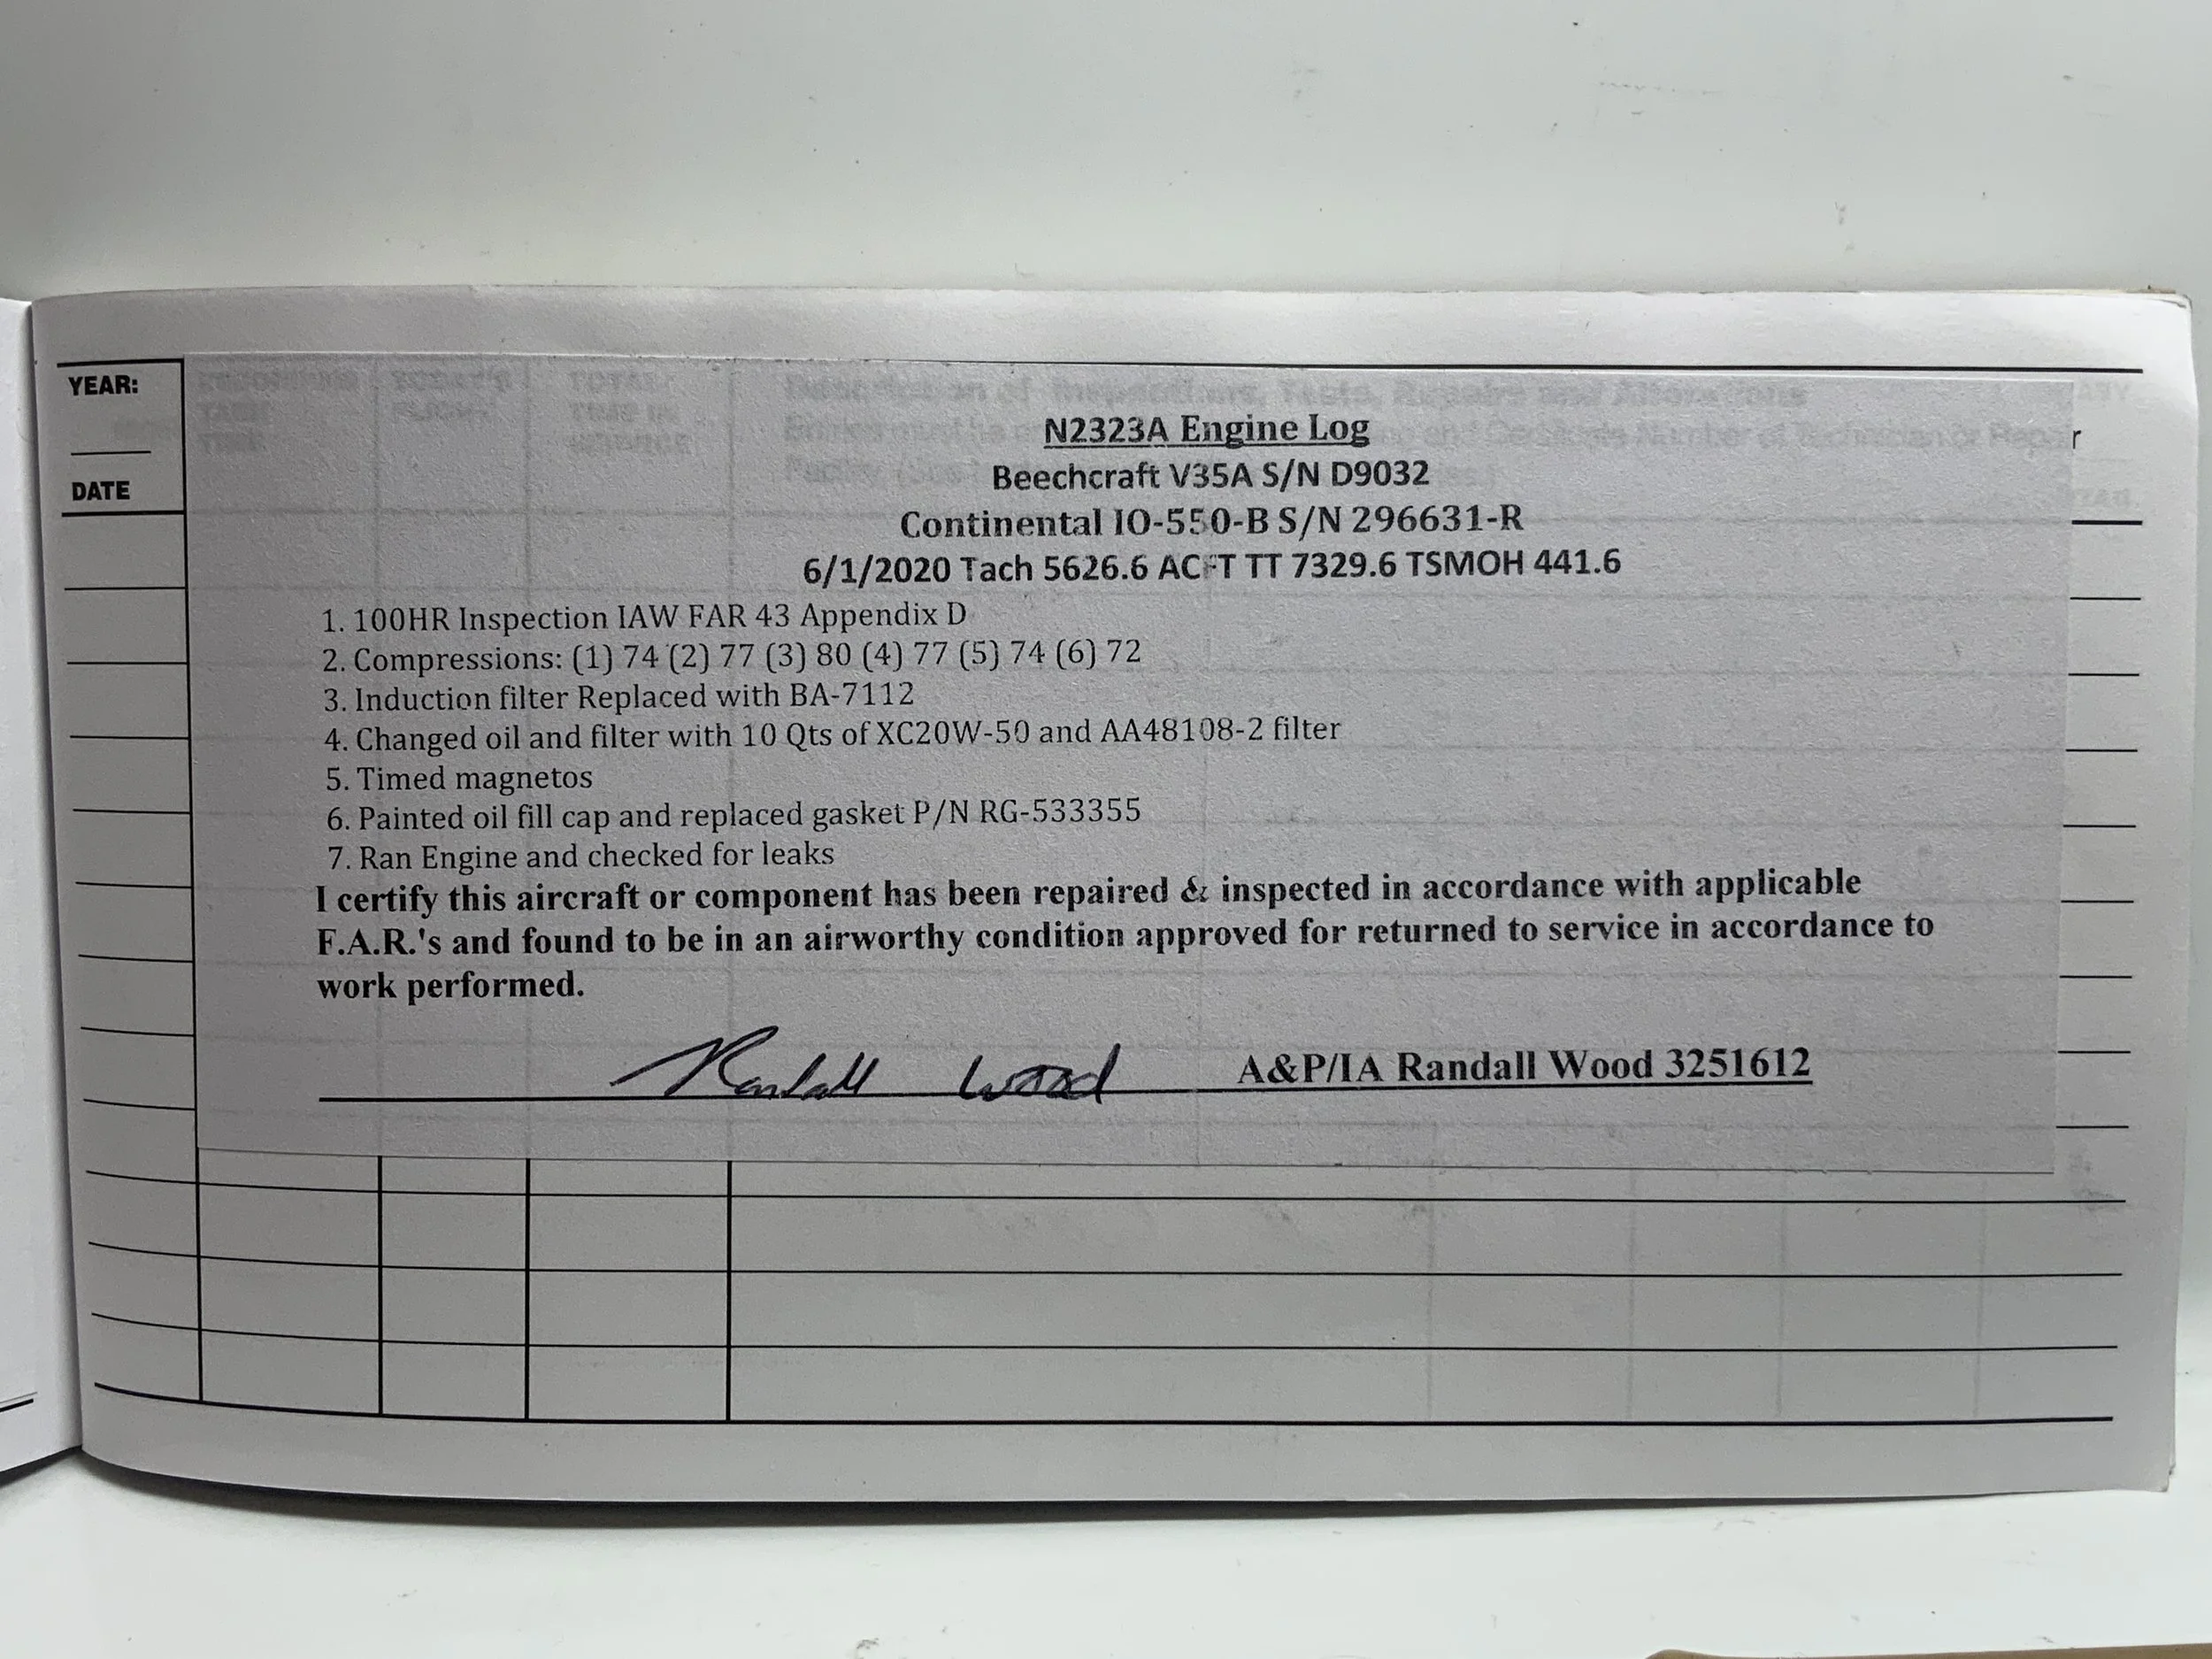 YEAR:
DATE
N2323A Engine Log
Beechcraft V35A S/N D9032
Continental IO-550-B S/N 296631-R
6/1/2020 Tach 5626.6 ACFT TT 7329.6 TSMOH 441.6
1. 100HR Inspection IAW FAR 43 Appendix D
2. Compressions: (1) 74 (2) 77 (3) 80 (4) 77 (5) 74 (6) 72
3. Induction filter Replaced with BA-7112
4. Changed oil and filter with 10 Qts of XC20W-50 and AA48108-2 filter
5. Timed magnetos
6. Painted oil fill cap and replaced gasket P/N RG-533355
7. Ran Engine and checked for leaks
I certify this aircraft or component has been repaired & inspected in accordance with applicable
F.A.R.'s and found to be in an airworthy condition approved for returned to service in accordance to
work performed.
Randall Wood A&P/IA Randall Wood 3251612